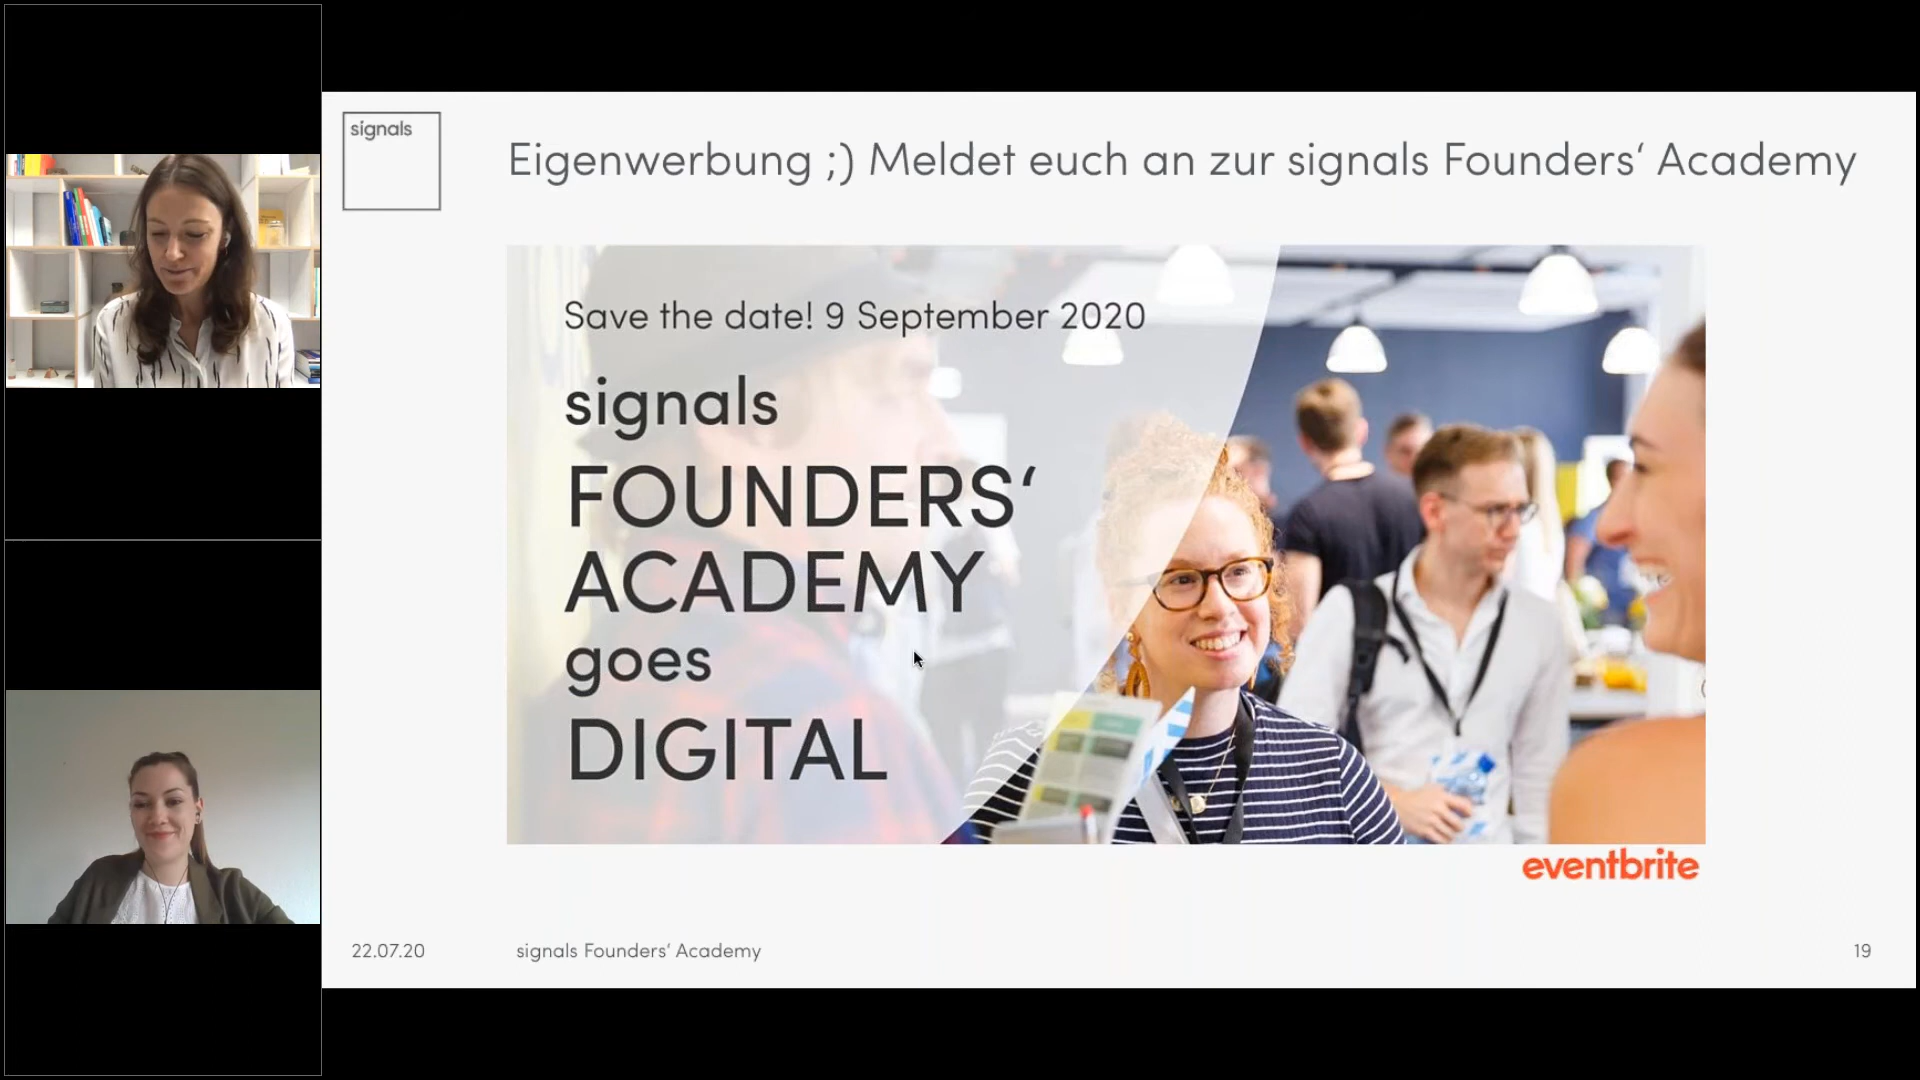 signals
Eigenwerbung ;) Meldet euch an zur signals Founders‘ Academy
Save the date! 9 September 2020
signals
FOUNDERS‘
ACADEMY
goes
DIGITAL
eventbrite
22.07.20
signals Founders‘ Academy
19